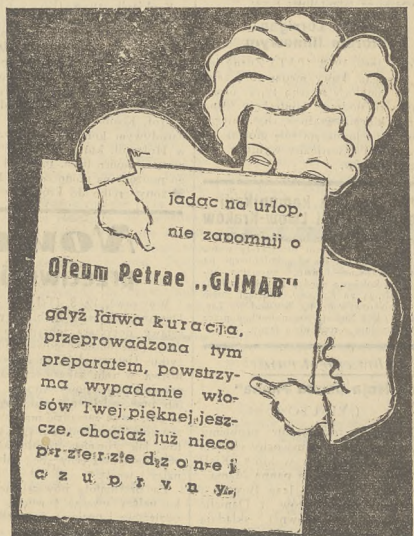 jadąc na urlop,
nie zapomnij o
Oleum Petrae „GLIMAR"
gdyż łatwa kuracja,
przeprowadzona tym
preparatem, powstrzy-
ma wypadanie wło-
sów Twej pięknej jesz-
cze, chociaż już nieco
przerzedzonej
czupryny.